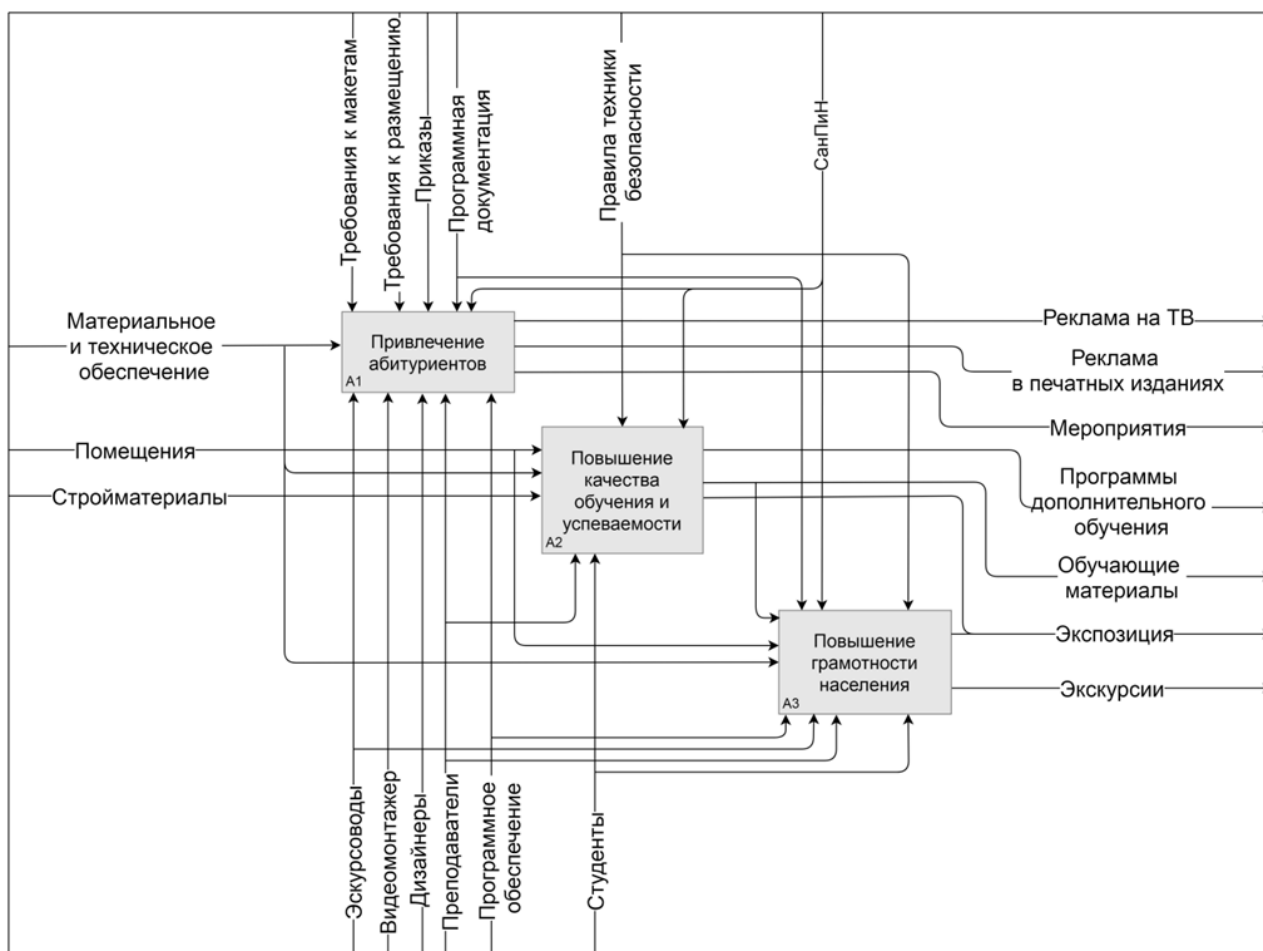 Требования к макетам
Требования к размещению
Приказы
Программная
документация
Правила техники
безопасности
СанПиН
Материальное
и техническое
обеспечение
Помещения
Стройматериалы
Привлечение
абитуриентов
A1
Повышение
качества
обучения и
успеваемости
A2
Повышение
грамотности
населения
A3
Реклама на ТВ
Реклама
в печатных изданиях
Мероприятия
Программы
дополнительного
обучения
Обучающие
материалы
Экспозиция
Экскурсии
Эскурсоводы
Видеомонтажер
Дизайнеры
Преподаватели
Программное
обеспечение
Студенты